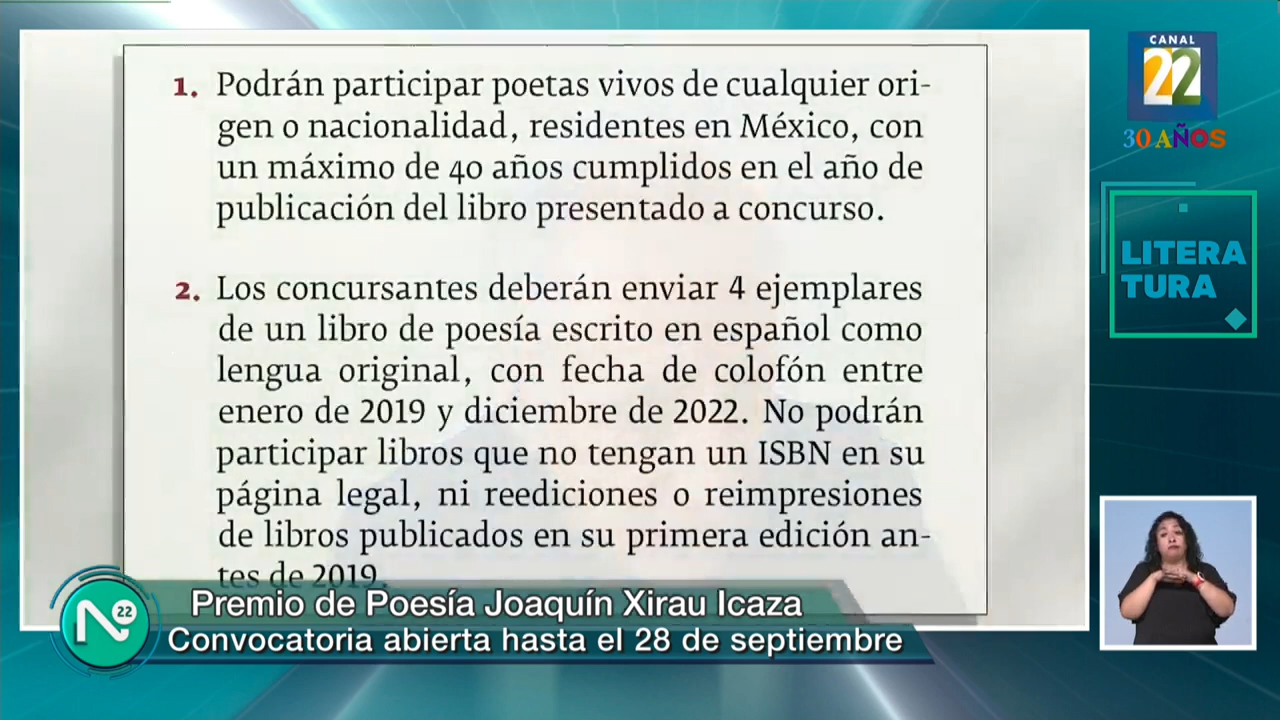 1. Podrán participar poetas vivos de cualquier ori-
gen o nacionalidad, residentes en México, con
un máximo de 40 años cumplidos en el año de
publicación del libro presentado a concurso.
2. Los concursantes deberán enviar 4 ejemplares
de un libro de poesía escrito en español como
lengua original, con fecha de colofón entre
enero de 2019 y diciembre de 2022. No podrán
participar libros que no tengan un ISBN en su
página legal, ni reediciones o reimpresiones
de libros publicados en su primera edición an-
tes de 2019.
N 22
Premio de Poesía Joaquín Xirau Icaza
Convocatoria abierta hasta el 28 de septiembre
CANAL
22
30 AÑOS
LITERA
TURA